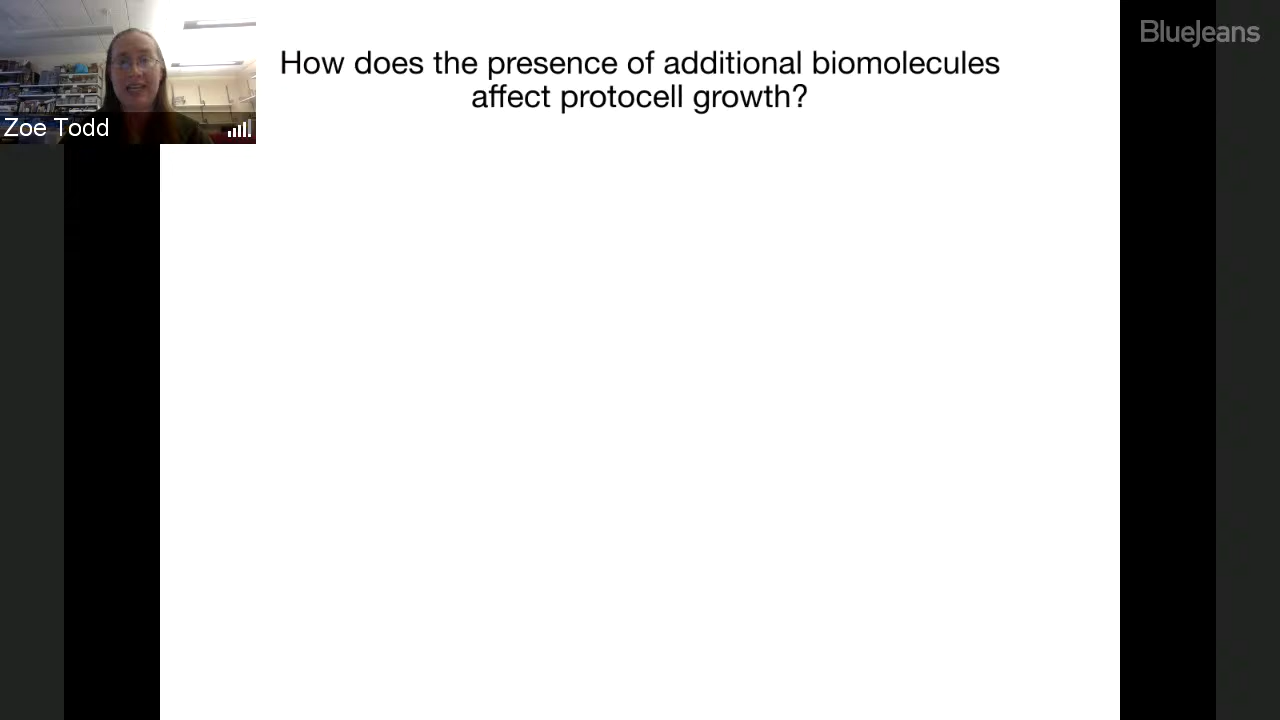 BlueJeans
How does the presence of additional biomolecules
affect protocell growth?
Zoe Todd